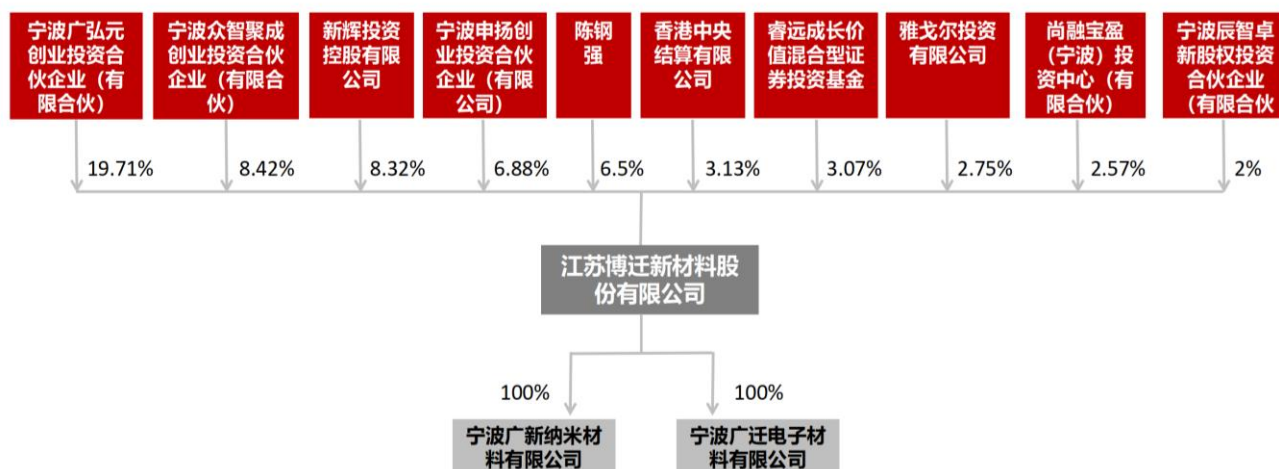 宁波广弘元
创业投资合
伙企业（有
限合伙）
宁波众智聚成
创业投资合伙
企业（有限合
伙）
新辉投资
控股有限
公司
宁波申扬创
业投资合伙
企业（有限
公司）
陈钢
强
香港中央
结算有限
公司
睿远成长价
值混合型证
券投资基金
雅戈尔投资
有限公司
尚融宝盈
（宁波）投
资中心（有
限合伙）
宁波辰智卓
新股权投资
合伙企业
（有限合伙
19.71%
8.42%
8.32%
6.88%
6.5%
3.13%
3.07%
2.75%
2.57%
2%
江苏博迁新材料股
份有限公司
100%
100%
宁波广新纳米材
料有限公司
宁波广迁电子材
料有限公司